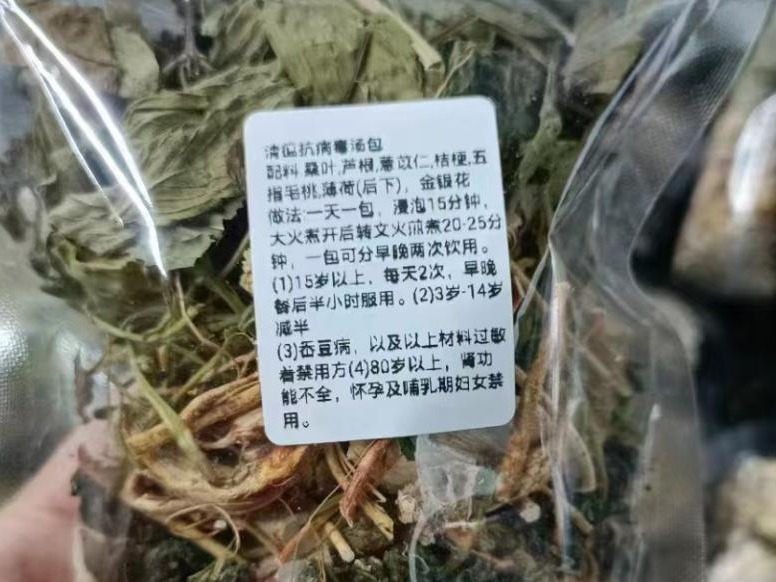 清瘟抗病毒汤包
配料.桑叶,芦根,薏苡仁,桔梗,五
指毛桃,薄荷(后下)，金银花
做法:一天一包，浸泡15分钟，
大火煮开后转文火煎煮20-25分
钟，一包可分早晚两次饮用。
(1)15岁以上，每天2次，早晚
餐后半小时服用。(2)3岁-14岁
减半
(3)蚕豆病，以及以上材料过敏
者禁用方(4)80岁以上，肾功
能不全，怀孕及哺乳期妇女禁
用。